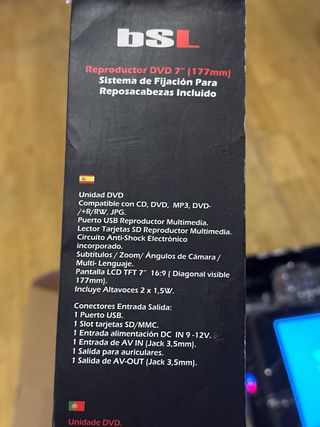 bSL
Reproductor DVD 7" (177mm)
Sistema de Fijación Para
Reposacabezas Incluido
Unidad DVD
Compatible con CD, DVD, MP3, DVD-
/+R/RW, JPG.
Puerto USB Reproductor Multimedia.
Lector Tarjetas SD Reproductor Multimedia.
Circuito Anti-Shock Electrónico
incorporado.
Subtítulos / Zoom/ Ángulos de Cámara /
Multi- Lenguaje.
Pantalla LCD TFT 7" 16:9 ( Diagonal visible
177mm).
Incluye Altavoces 2 x 1,5W.
Conectores Entrada Salida:
1 Puerto USB.
1 Slot tarjetas SD/MMC.
1 Entrada alimentación DC IN 9 -12V.
1 Entrada de AV IN (Jack 3,5mm).
1 Salida para auriculares.
1 Salida de AV-OUT (Jack 3,5mm).
Unidade DVD.